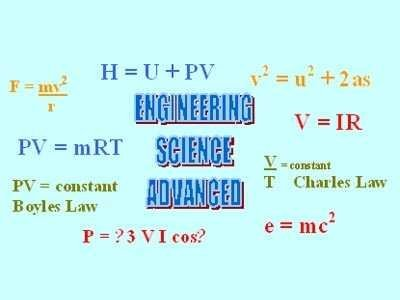 H = U + PV
F = mv²
r
v² = u² + 2as
ENGINEERING
V = IR
PV = mRT
SCIENCE
V = constant
T Charles Law
PV = constant
Boyles Law
ADVANCED
P = ? 3 V I cos?
e = mc²